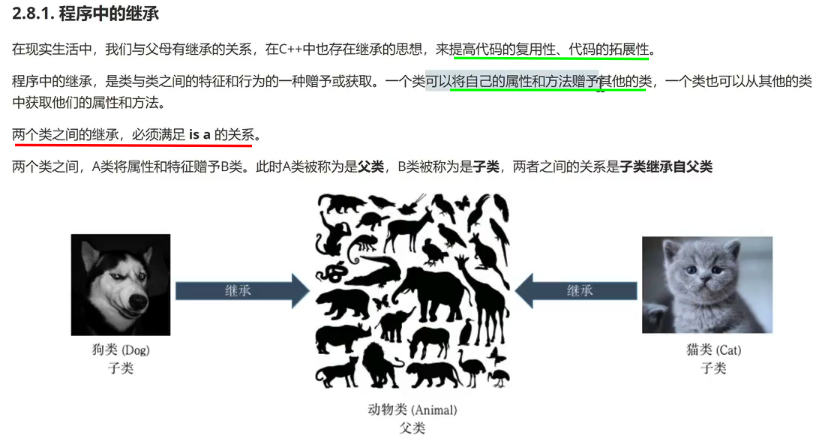 2.8.1. 程序中的继承
在现实生活中，我们与父母有继承的关系，在C++中也存在继承的思想，来提高代码的复用性、代码的拓展性。
程序中的继承，是类与类之间的特征和行为的一种赠予或获取。一个类可以将自己的属性和方法赠予其他的类，一个类也可以从其他的类
中获取他们的属性和方法。
两个类之间的继承，必须满足 is a 的关系。
两个类之间，A类将属性和特征赠予B类。此时A类被称为是父类，B类被称为是子类，两者之间的关系是子类继承自父类
继承
继承
狗类 (Dog)
子类
猫类 (Cat)
子类
动物类 (Animal)
父类